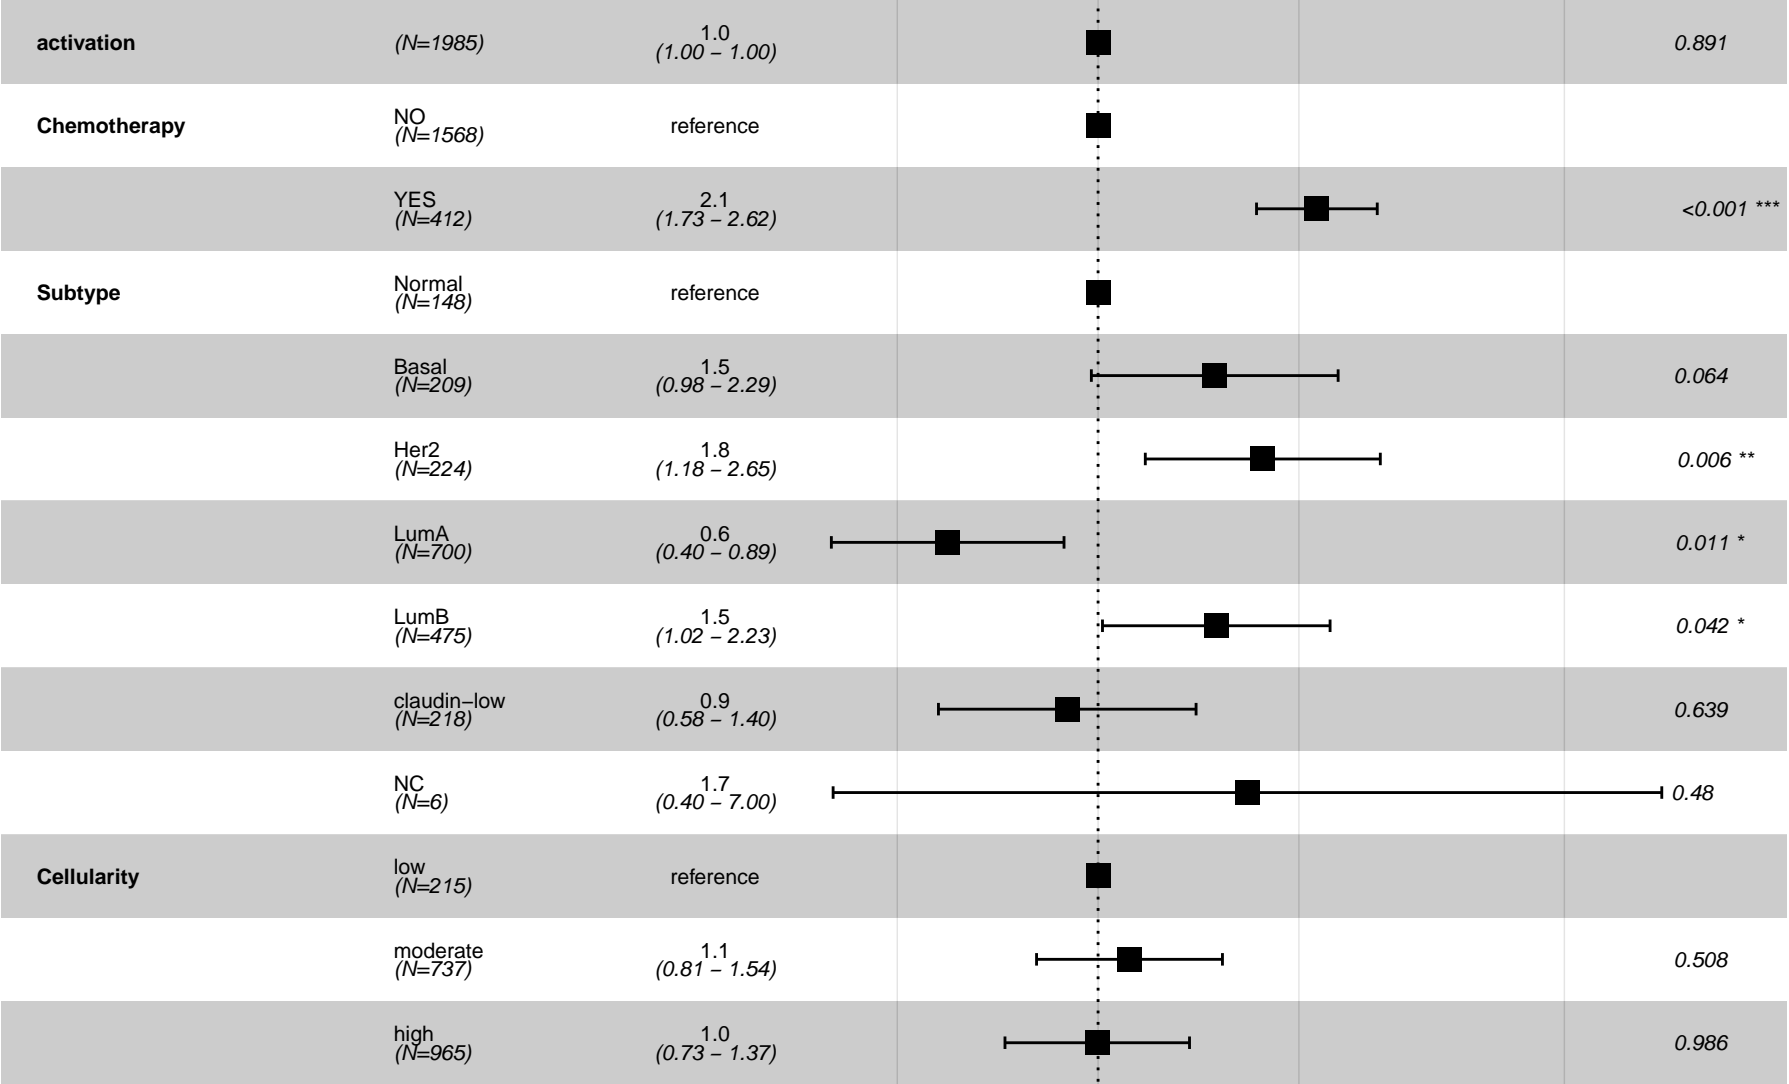 activation (N=1985) 1.0 0.891
(1.00 – 1.00)
Chemotherapy NO reference
(N=1568)
YES 2.1 <0.001 ***
(N=412) (1.73 – 2.62)
Subtype Normal reference
(N=148)
Basal 1.5 0.064
(N=209) (0.98 – 2.29)
Her2 1.8 0.006 **
(N=224) (1.18 – 2.65)
LumA 0.6 0.011 *
(N=700) (0.40 – 0.89)
LumB 1.5 0.042 *
(N=475) (1.02 – 2.23)
claudin−low 0.9 0.639
(N=218) (0.58 – 1.40)
NC 1.7 0.48
(N=6) (0.40 – 7.00)
Cellularity low reference
(N=215)
moderate 1.1 0.508
(N=737) (0.81 – 1.54)
high 1.0 0.986
(N=965) (0.73 – 1.37)